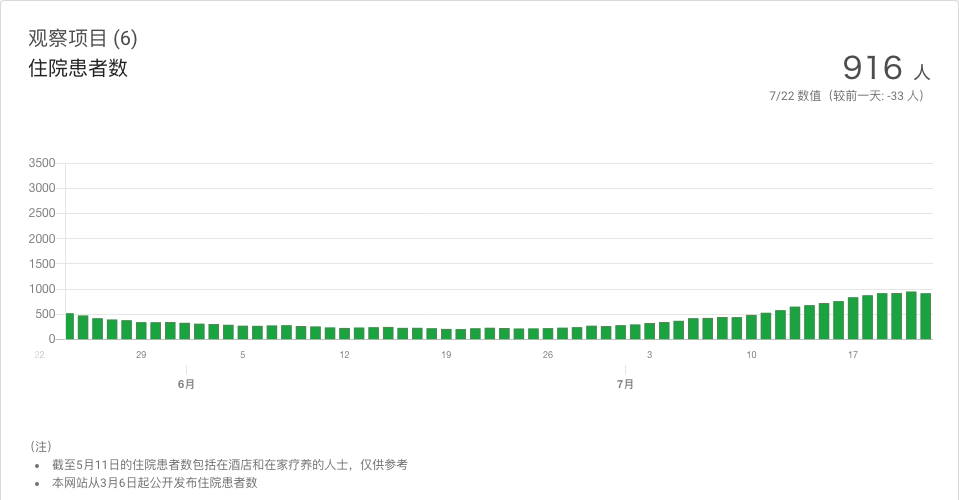 观察项目 (6)
住院患者数
916 人
7/22 数值（较前一天: -33 人）
3500
3000
2500
2000
1500
1000
500
0
22 29 5 12 19 26 3 10 17
6月 7月
（注）
• 截至5月11日的住院患者数包括在酒店和在家疗养的人士，仅供参考
• 本网站从3月6日起公开发布住院患者数